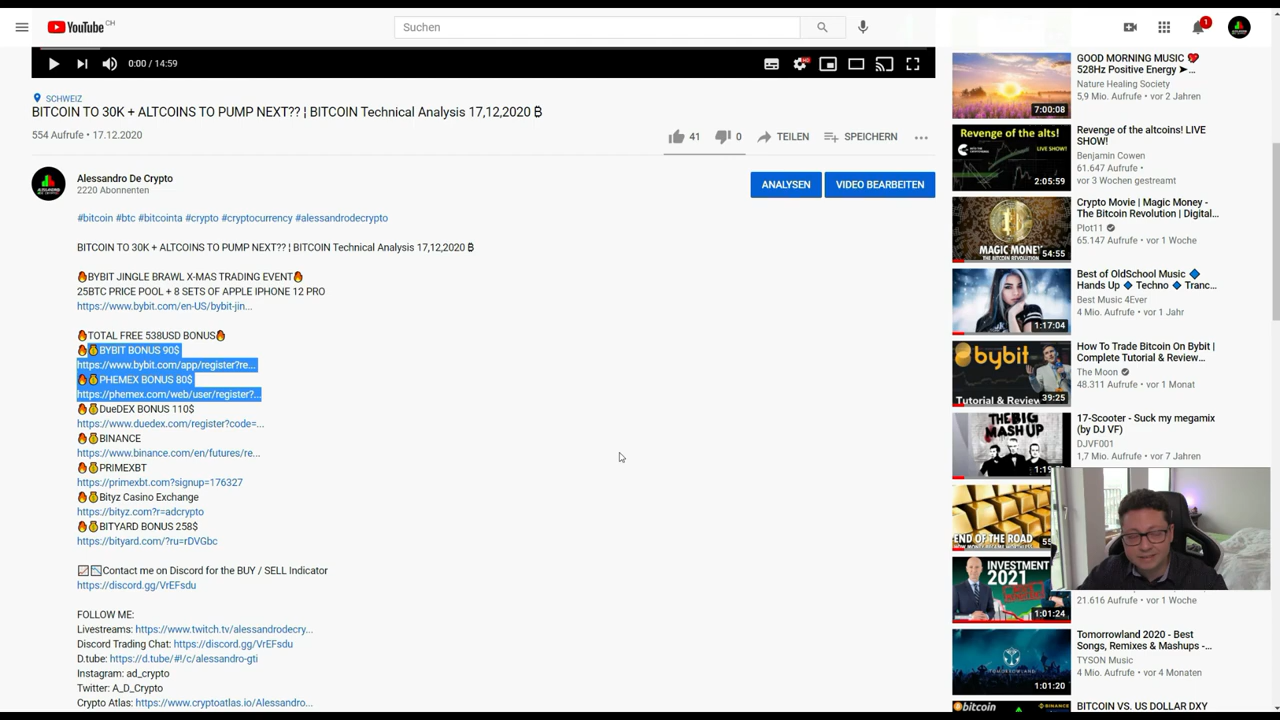 YouTube CH
Suchen
1
0:00 / 14:59
HD
SCHWEIZ
BITCOIN TO 30K + ALTCOINS TO PUMP NEXT?? ¦ BITCOIN Technical Analysis 17,12,2020 ₿
554 Aufrufe • 17.12.2020
41
0
TEILEN
SPEICHERN
Alessandro De Crypto
2220 Abonnenten
ANALYSEN
VIDEO BEARBEITEN
#bitcoin #btc #bitcointa #crypto #cryptocurrency #alessandrodecrypto
BITCOIN TO 30K + ALTCOINS TO PUMP NEXT?? ¦ BITCOIN Technical Analysis 17,12,2020 ₿
🔥BYBIT JINGLE BRAWL X-MAS TRADING EVENT🔥
25BTC PRICE POOL + 8 SETS OF APPLE IPHONE 12 PRO
https://www.bybit.com/en-US/bybit-jin...
🔥TOTAL FREE 538USD BONUS🔥
🔥💰BYBIT BONUS 90$
https://www.bybit.com/app/register?re...
🔥💰PHEMEX BONUS 80$
https://phemex.com/web/user/register?...
🔥💰DueDEX BONUS 110$
https://www.duedex.com/register?code=...
🔥💰BINANCE
https://www.binance.com/en/futures/re...
🔥💰PRIMEXBT
https://primexbt.com?signup=176327
🔥💰Bityz Casino Exchange
https://bityz.com?r=adcrypto
🔥💰BITYARD BONUS 258$
https://bityard.com/?ru=rDVGbc
📈📉Contact me on Discord for the BUY / SELL Indicator
https://discord.gg/VrEFsdu
FOLLOW ME:
Livestreams: https://www.twitch.tv/alessandrodecry...
Discord Trading Chat: https://discord.gg/VrEFsdu
D.tube: https://d.tube/#!/c/alessandro-gti
Instagram: ad_crypto
Twitter: A_D_Crypto
Crypto Atlas: https://www.cryptoatlas.io/Alessandro...
7:00:08
GOOD MORNING MUSIC 💖
528Hz Positive Energy ➤...
Nature Healing Society
5,9 Mio. Aufrufe • vor 2 Jahren
Revenge of the alts!
LIVE SHOW!
2:05:59
Revenge of the altcoins! LIVE
SHOW!
Benjamin Cowen
61.647 Aufrufe •
vor 3 Wochen gestreamt
MAGIC MONEY
54:55
Crypto Movie | Magic Money -
The Bitcoin Revolution | Digital...
Plot11
65.147 Aufrufe • vor 1 Woche
1:17:04
Best of OldSchool Music 🔷
Hands Up 🔷 Techno 🔷 Tranc...
Best Music 4Ever
4 Mio. Aufrufe • vor 1 Jahr
bybit
Tutorial & Review
39:25
How To Trade Bitcoin On Bybit |
Complete Tutorial & Review...
The Moon
48.311 Aufrufe • vor 1 Monat
THE BIG
MASH UP
17-Scooter - Suck my megamix
(by DJ VF)
DJVF001
1,7 Mio. Aufrufe • vor 7 Jahren
END OF THE ROAD
INVESTMENT
2021
1:01:24
21.616 Aufrufe • vor 1 Woche
TOMORROWLAND
1:01:20
Tomorrowland 2020 - Best
Songs, Remixes & Mashups -...
TYSON Music
4 Mio. Aufrufe • vor 4 Monaten
bitcoin
BINANCE
BITCOIN VS. US DOLLAR DXY